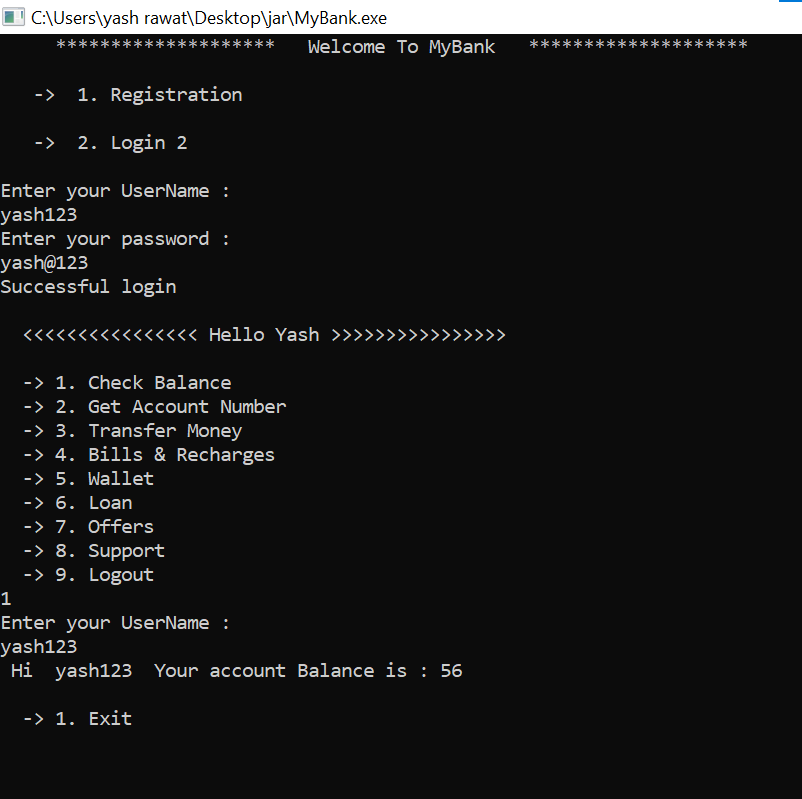 C:\Users\yash rawat\Desktop\jar\MyBank.exe
******************** Welcome To MyBank ********************
-> 1. Registration
-> 2. Login 2
Enter your UserName :
yash123
Enter your password :
yash@123
Successful login
<<<<<<<<<<<<<<<< Hello Yash >>>>>>>>>>>>>>>>
-> 1. Check Balance
-> 2. Get Account Number
-> 3. Transfer Money
-> 4. Bills & Recharges
-> 5. Wallet
-> 6. Loan
-> 7. Offers
-> 8. Support
-> 9. Logout
1
Enter your UserName :
yash123
Hi yash123 Your account Balance is : 56
-> 1. Exit